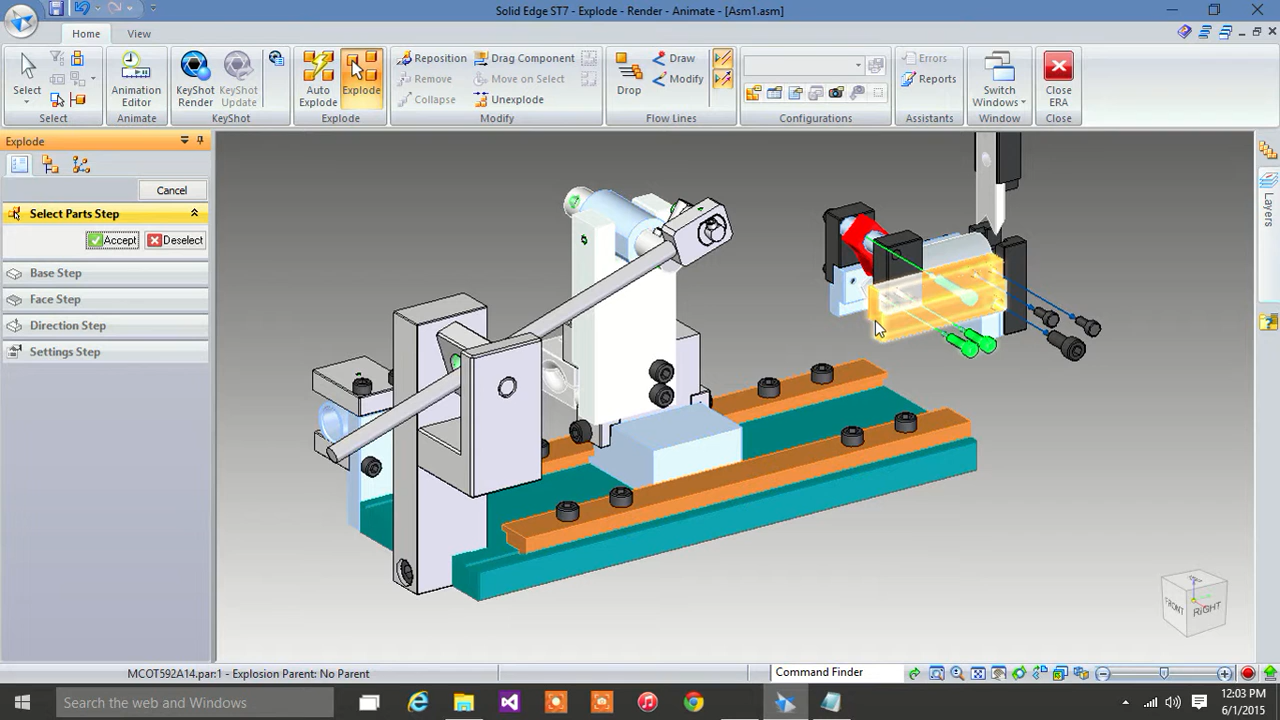 Solid Edge ST7 - Explode - Render - Animate - [Asm1.asm]
Home View
Select
Select
Animation Editor
Animate
KeyShot Render
KeyShot Update
KeyShot
Auto Explode
Explode
Explode
Reposition
Remove
Collapse
Drag Component
Move on Select
Unexplode
Modify
Drop
Draw
Modify
Flow Lines
Configurations
Errors
Reports
Assistants
Switch Windows
Window
Close ERA
Close
Explode
Cancel
Select Parts Step
Accept Deselect
Base Step
Face Step
Direction Step
Settings Step
Layers
FRONT RIGHT
MCOT592A14.par:1 - Explosion Parent: No Parent
Command Finder
Search the web and Windows
12:03 PM
6/1/2015